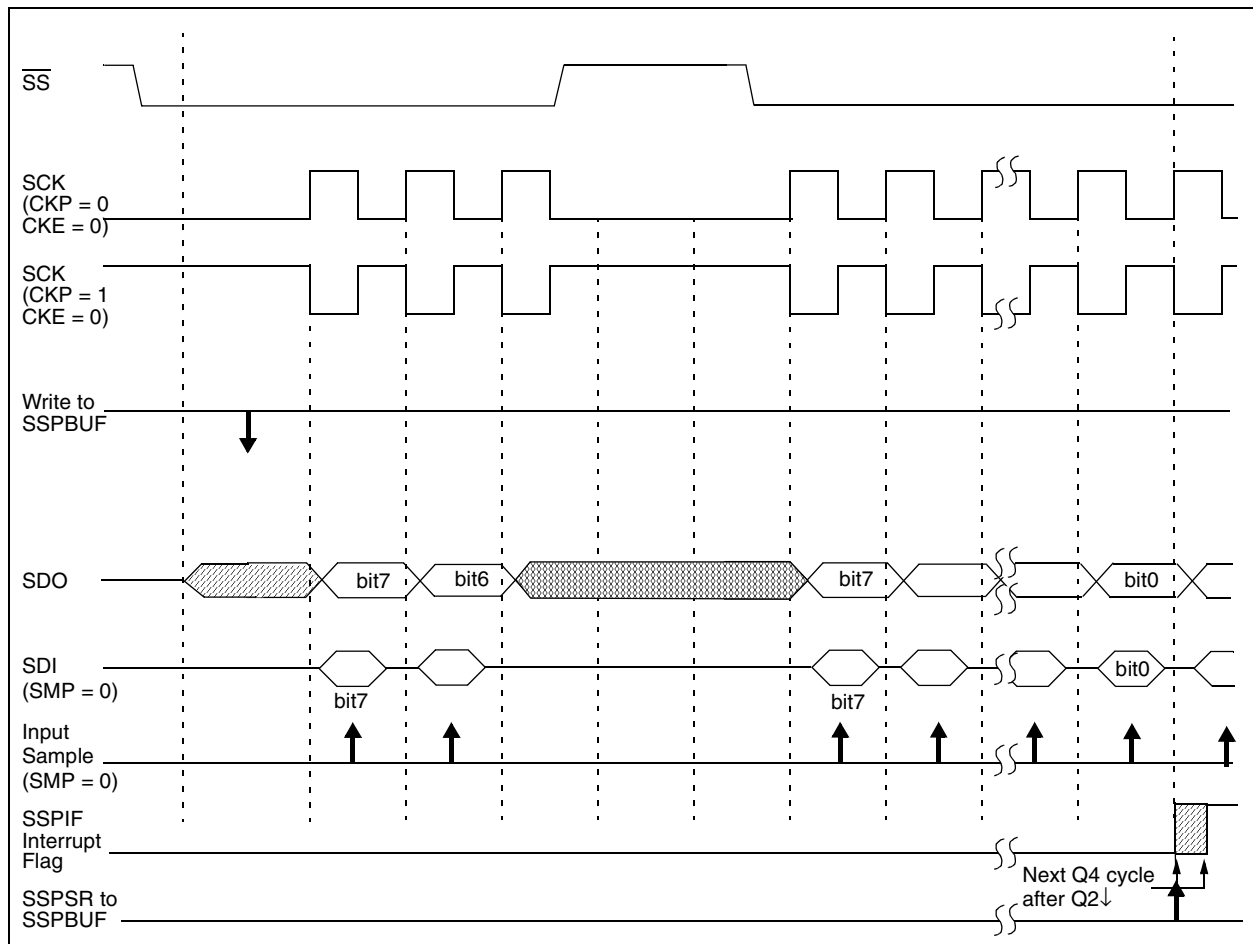 SS
SCK
(CKP = 0
CKE = 0)
SCK
(CKP = 1
CKE = 0)
Write to
SSPBUF
SDO
bit7
bit6
bit7
bit0
SDI
(SMP = 0)
bit7
bit7
bit0
Input
Sample
(SMP = 0)
SSPIF
Interrupt
Flag
Next Q4 cycle
after Q2↓
SSPSR to
SSPBUF